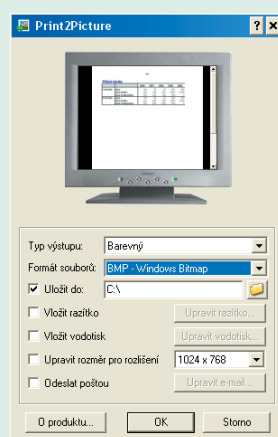 Print2Picture
Typ výstupu: Barevný
Formát souborů: BMP - Windows Bitmap
Uložit do: C:\
Vložit razítko Upravit razítko...
Vložit vodotisk Upravit vodotisk...
Upravit rozměr pro rozlišení 1024 x 768
Odeslat poštou Upravit e-mail...
O produktu... OK Storno